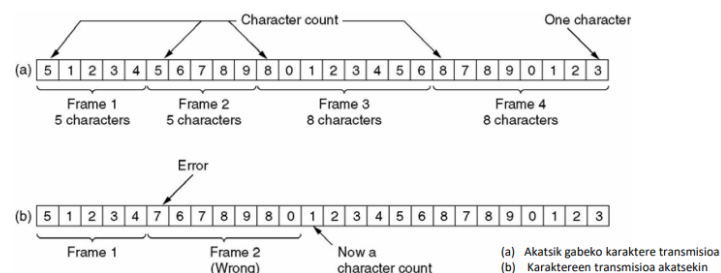 Character count One character
(a) 5 1 2 3 4 5 6 7 8 9 8 0 1 2 3 4 5 6 8 7 8 9 0 1 2 3
Frame 1 Frame 2 Frame 3 Frame 4
5 characters 5 characters 8 characters 8 characters
Error
(b) 5 1 2 3 4 7 6 7 8 9 8 0 1 2 3 4 5 6 8 7 8 9 0 1 2 3
Frame 1 Frame 2 Now a
(Wrong) character count
(a) Akatsik gabeko karaktere transmisioa
(b) Karaktereen transmisioa akatsekin